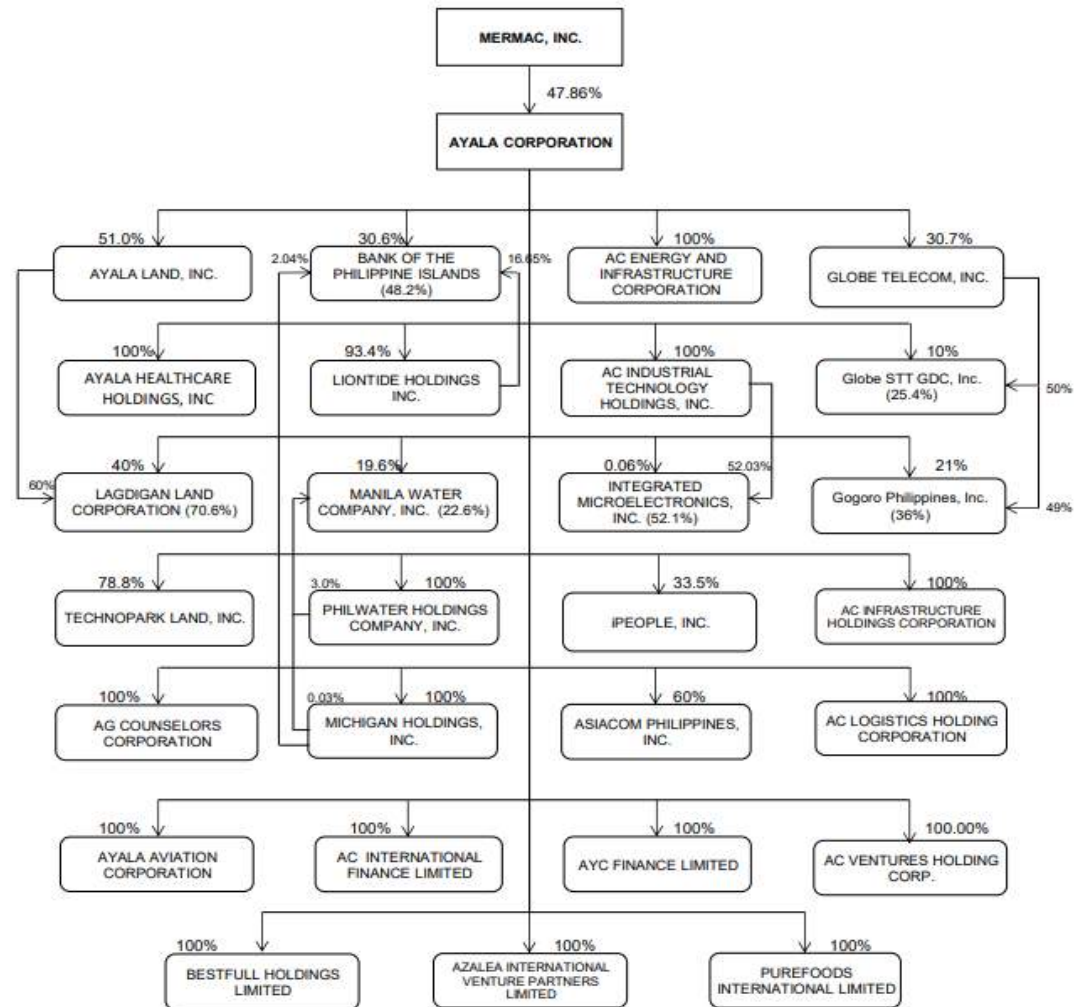 MERMAC, INC.
47.86%
AYALA CORPORATION
51.0%
AYALA LAND, INC.
2.04%
30.6%
BANK OF THE
PHILIPPINE ISLANDS
(48.2%)
16.65%
100%
AC ENERGY AND
INFRASTRUCTURE
CORPORATION
30.7%
GLOBE TELECOM, INC.
100%
AYALA HEALTHCARE
HOLDINGS, INC
93.4%
LIONTIDE HOLDINGS
INC.
100%
AC INDUSTRIAL
TECHNOLOGY
HOLDINGS, INC.
10%
Globe STT GDC, Inc.
(25.4%)
50%
60%
40%
LAGDIGAN LAND
CORPORATION (70.6%)
19.6%
MANILA WATER
COMPANY, INC. (22.6%)
0.06%
52.03%
INTEGRATED
MICROELECTRONICS,
INC. (52.1%)
21%
Gogoro Philippines, Inc.
(36%)
49%
78.8%
TECHNOPARK LAND, INC.
3.0%
100%
PHILWATER HOLDINGS
COMPANY, INC.
33.5%
iPEOPLE, INC.
100%
AC INFRASTRUCTURE
HOLDINGS CORPORATION
100%
AG COUNSELORS
CORPORATION
0.03%
100%
MICHIGAN HOLDINGS,
INC.
60%
ASIACOM PHILIPPINES,
INC.
100%
AC LOGISTICS HOLDING
CORPORATION
100%
AYALA AVIATION
CORPORATION
100%
AC INTERNATIONAL
FINANCE LIMITED
100%
AYC FINANCE LIMITED
100.00%
AC VENTURES HOLDING
CORP.
100%
BESTFULL HOLDINGS
LIMITED
100%
AZALEA INTERNATIONAL
VENTURE PARTNERS
LIMITED
100%
PUREFOODS
INTERNATIONAL LIMITED